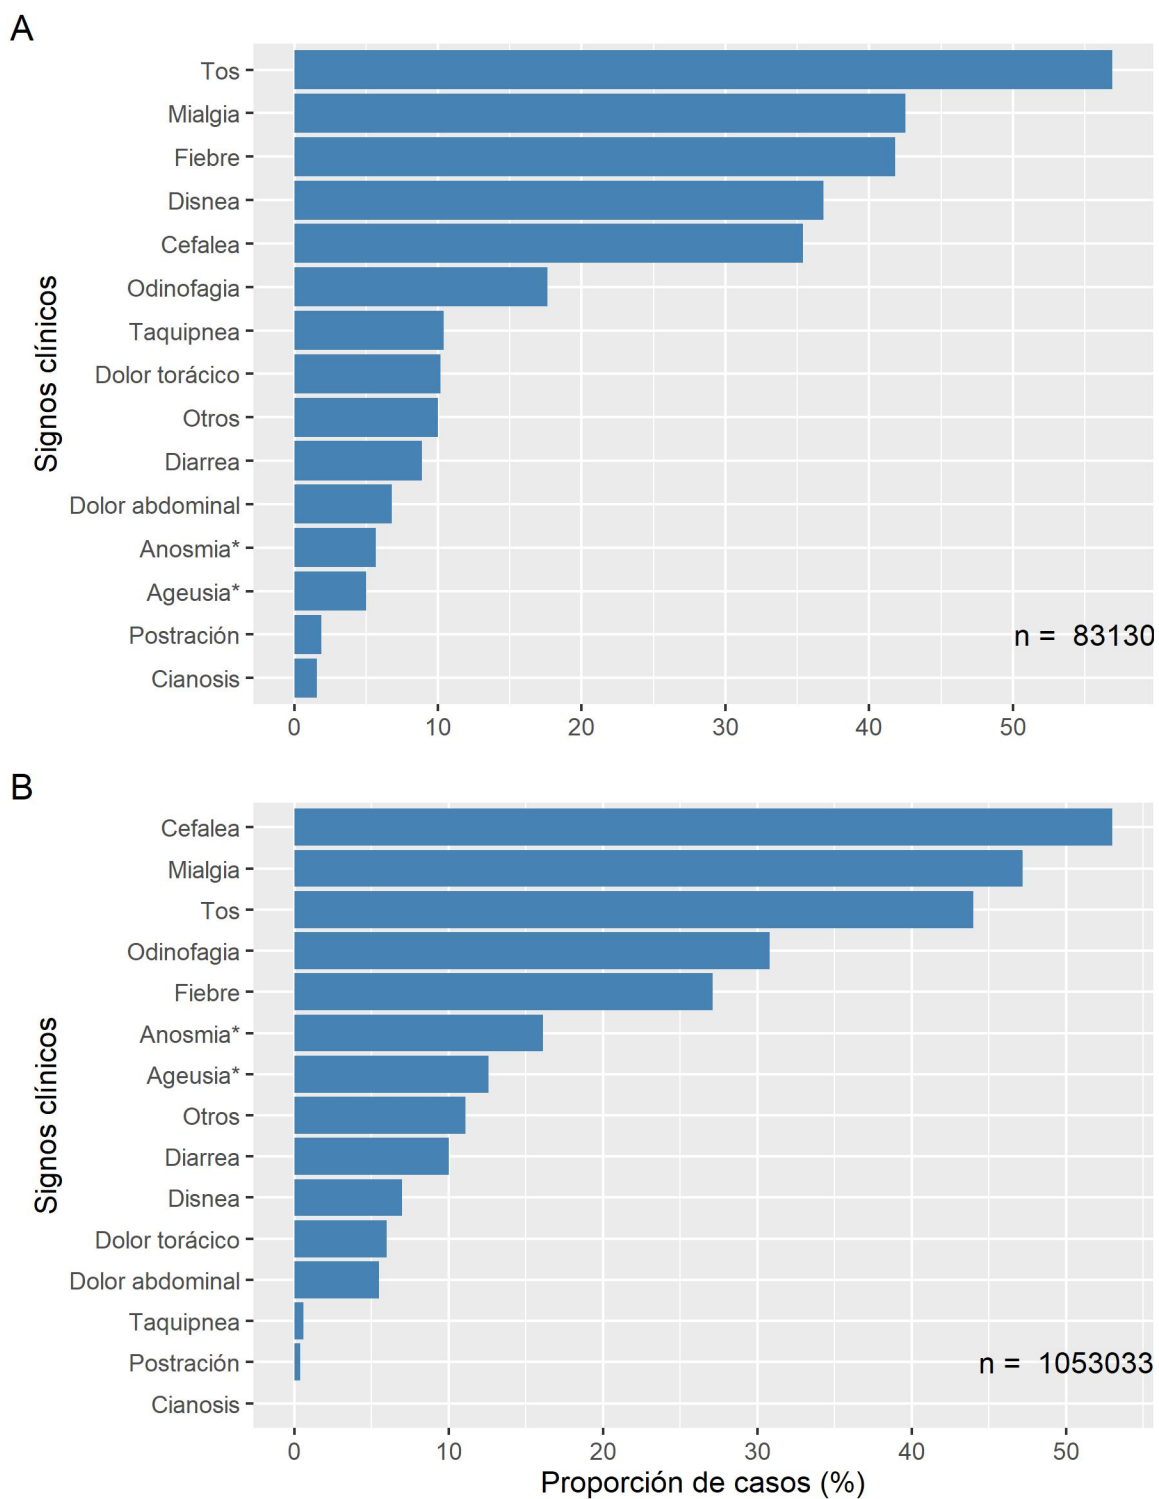 A
Tos
Mialgia
Fiebre
Disnea
Cefalea
Odinofagia
Taquipnea
Dolor torácico
Otros
Diarrea
Dolor abdominal
Anosmia*
Ageusia*
Postración
Cianosis
Signos clínicos
n = 83130
0 10 20 30 40 50
B
Cefalea
Mialgia
Tos
Odinofagia
Fiebre
Anosmia*
Ageusia*
Otros
Diarrea
Disnea
Dolor torácico
Dolor abdominal
Taquipnea
Postración
Cianosis
Signos clínicos
n = 1053033
0 10 20 30 40 50
Proporción de casos (%)